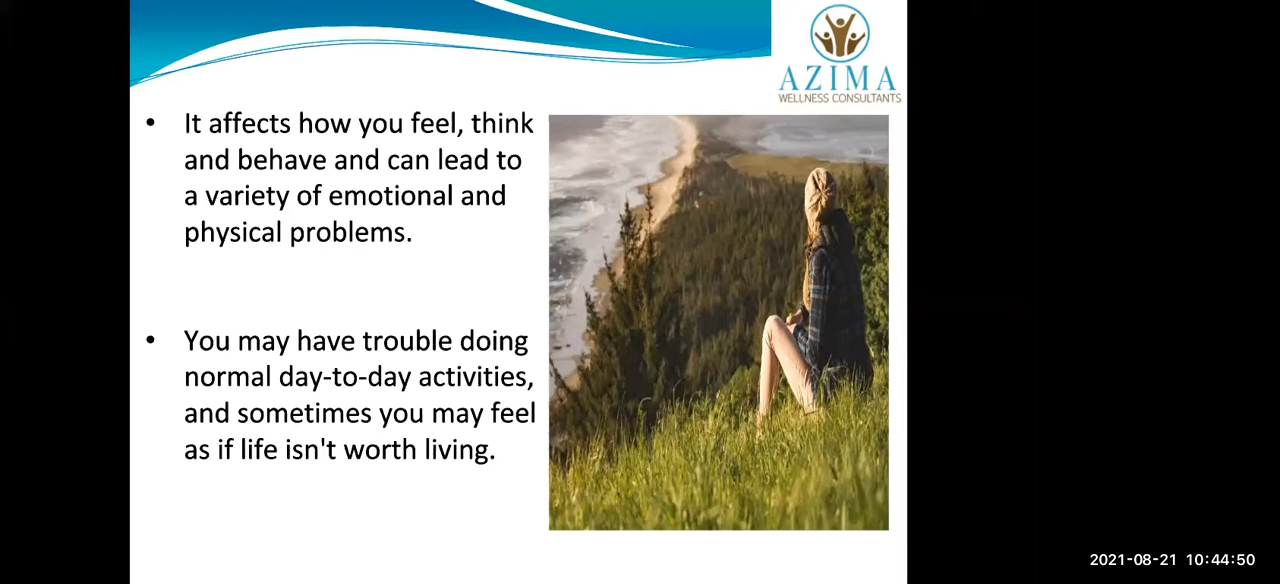 AZIMA
WELLNESS CONSULTANTS
• It affects how you feel, think
and behave and can lead to
a variety of emotional and
physical problems.
• You may have trouble doing
normal day-to-day activities,
and sometimes you may feel
as if life isn't worth living.
2021-08-21 10:44:50